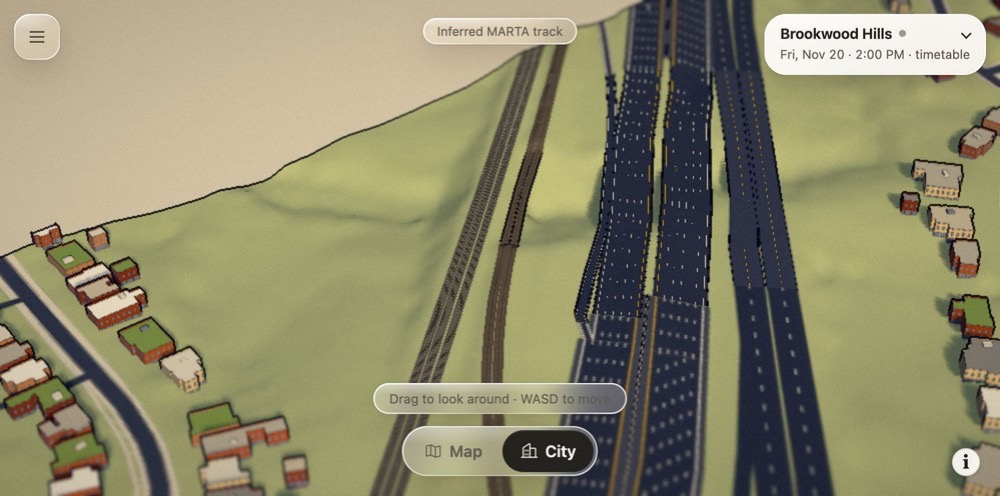 Inferred MARTA track
Brookwood Hills
Fri, Nov 20 · 2:00 PM · timetable
Drag to look around · WASD to move
Map
City